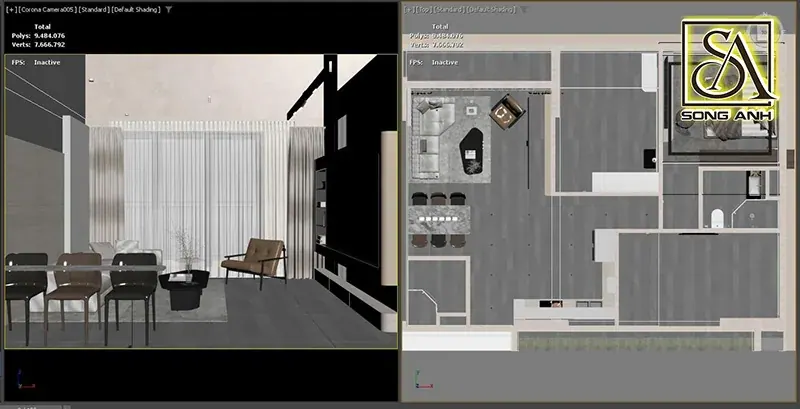 [+] [Corona Camera005] [Standard] [Default Shading]
Total
Polys: 9.484.076
Verts: 7.666.792
FPS: Inactive
[+] [Top] [Standard] [Default Shading]
Total
Polys: 9.484.076
Verts: 7.666.792
FPS: Inactive
SA
SONG ANH